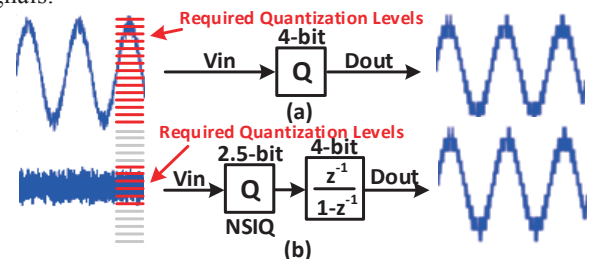 gnals.
Required Quantization Levels
4-bit
Vin
Q
Dout
(a)
Required Quantization Levels
2.5-bit
4-bit
Vin
Q
z-1
1-z-1
Dout
NSIQ
(b)